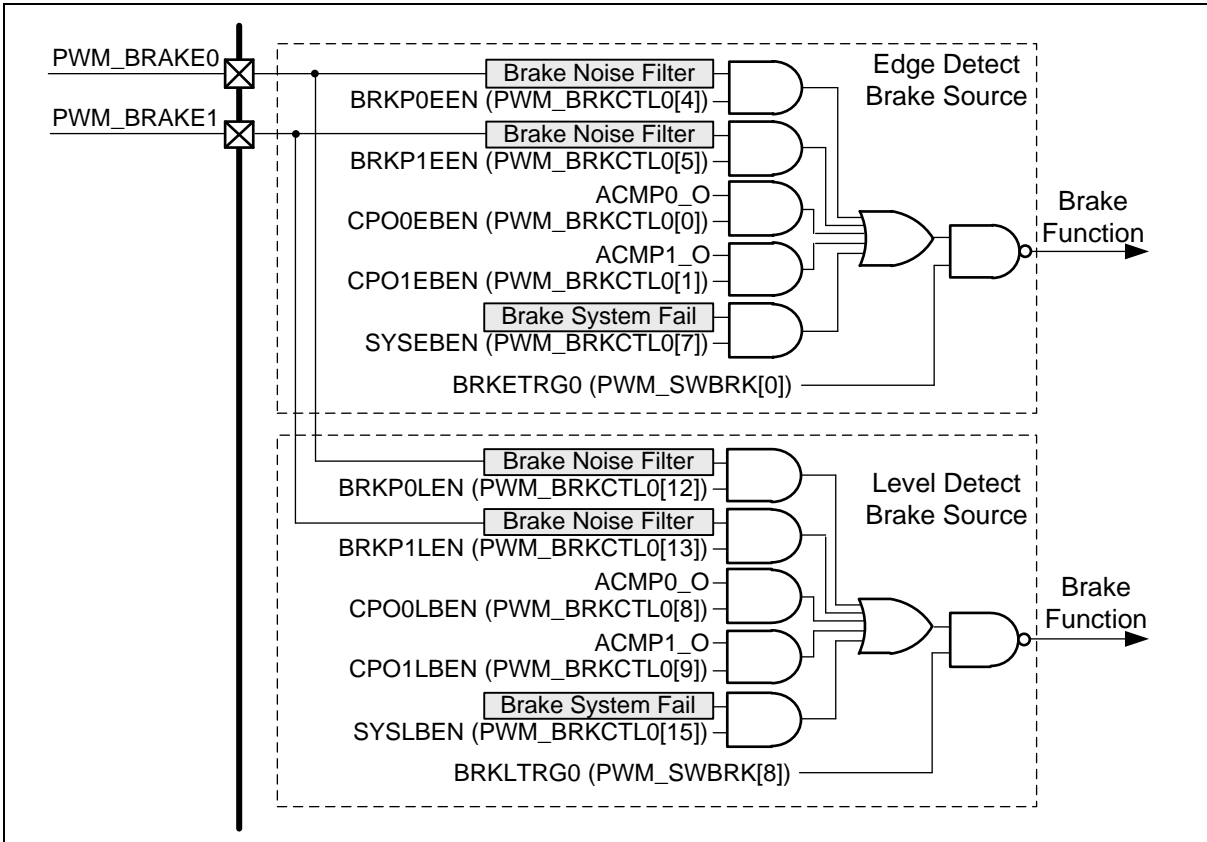 PWM_BRAKE0
PWM_BRAKE1
Edge Detect
Brake Source
Brake Noise Filter
BRKP0EEN (PWM_BRKCTL0[4])
Brake Noise Filter
BRKP1EEN (PWM_BRKCTL0[5])
ACMP0_O
CPO0EBEN (PWM_BRKCTL0[0])
ACMP1_O
CPO1EBEN (PWM_BRKCTL0[1])
Brake System Fail
SYSEBEN (PWM_BRKCTL0[7])
BRKETRG0 (PWM_SWBRK[0])
Brake
Function
Level Detect
Brake Source
Brake Noise Filter
BRKP0LEN (PWM_BRKCTL0[12])
Brake Noise Filter
BRKP1LEN (PWM_BRKCTL0[13])
ACMP0_O
CPO0LBEN (PWM_BRKCTL0[8])
ACMP1_O
CPO1LBEN (PWM_BRKCTL0[9])
Brake System Fail
SYSLBEN (PWM_BRKCTL0[15])
BRKLTRG0 (PWM_SWBRK[8])
Brake
Function